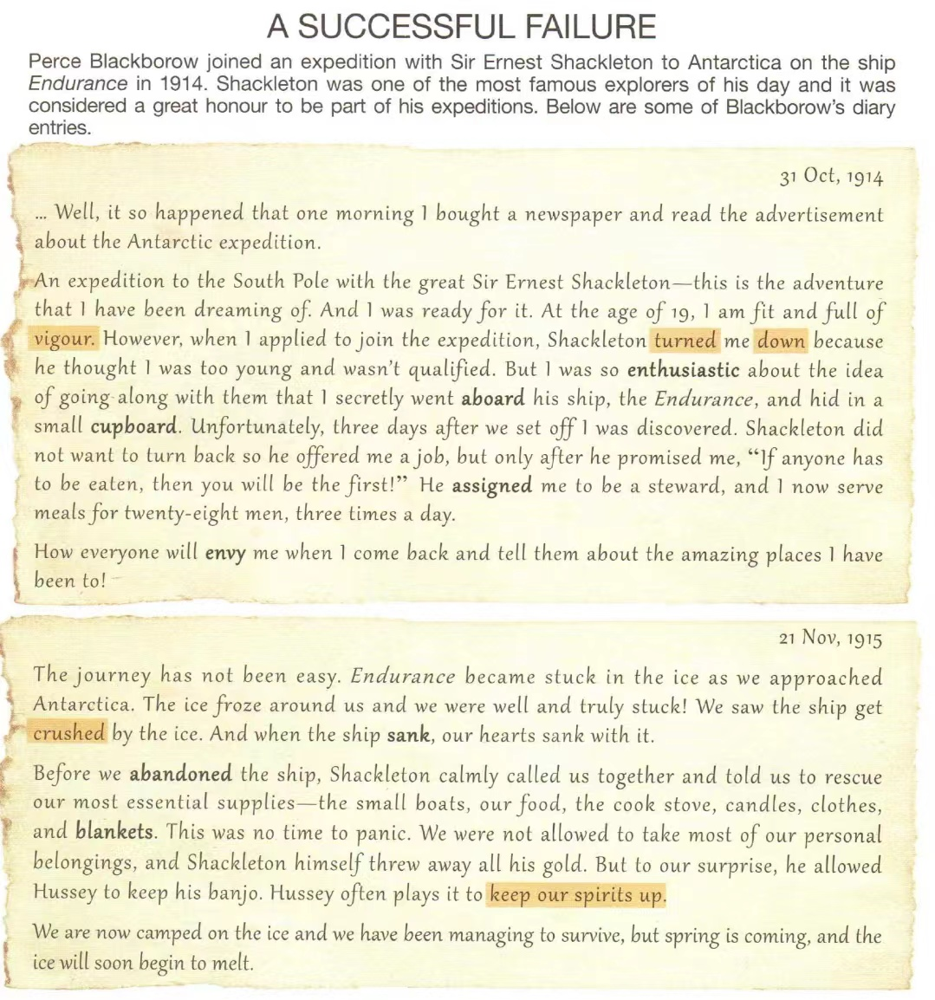 A SUCCESSFUL FAILURE
Perce Blackborow joined an expedition with Sir Ernest Shackleton to Antarctica on the ship
Endurance in 1914. Shackleton was one of the most famous explorers of his day and it was
considered a great honour to be part of his expeditions. Below are some of Blackborow's diary
entries.
31 Oct, 1914
... Well, it so happened that one morning I bought a newspaper and read the advertisement
about the Antarctic expedition.
An expedition to the South Pole with the great Sir Ernest Shackleton—this is the adventure
that I have been dreaming of. And I was ready for it. At the age of 19, I am fit and full of
vigour. However, when I applied to join the expedition, Shackleton turned me down because
he thought I was too young and wasn't qualified. But I was so enthusiastic about the idea
of going along with them that I secretly went aboard his ship, the Endurance, and hid in a
small cupboard. Unfortunately, three days after we set off I was discovered. Shackleton did
not want to turn back so he offered me a job, but only after he promised me, "If anyone has
to be eaten, then you will be the first!" He assigned me to be a steward, and I now serve
meals for twenty-eight men, three times a day.
How everyone will envy me when I come back and tell them about the amazing places I have
been to!
21 Nov, 1915
The journey has not been easy. Endurance became stuck in the ice as we approached
Antarctica. The ice froze around us and we were well and truly stuck! We saw the ship get
crushed by the ice. And when the ship sank, our hearts sank with it.
Before we abandoned the ship, Shackleton calmly called us together and told us to rescue
our most essential supplies—the small boats, our food, the cook stove, candles, clothes,
and blankets. This was no time to panic. We were not allowed to take most of our personal
belongings, and Shackleton himself threw away all his gold. But to our surprise, he allowed
Hussey to keep his banjo. Hussey often plays it to keep our spirits up.
We are now camped on the ice and we have been managing to survive, but spring is coming, and the
ice will soon begin to melt.